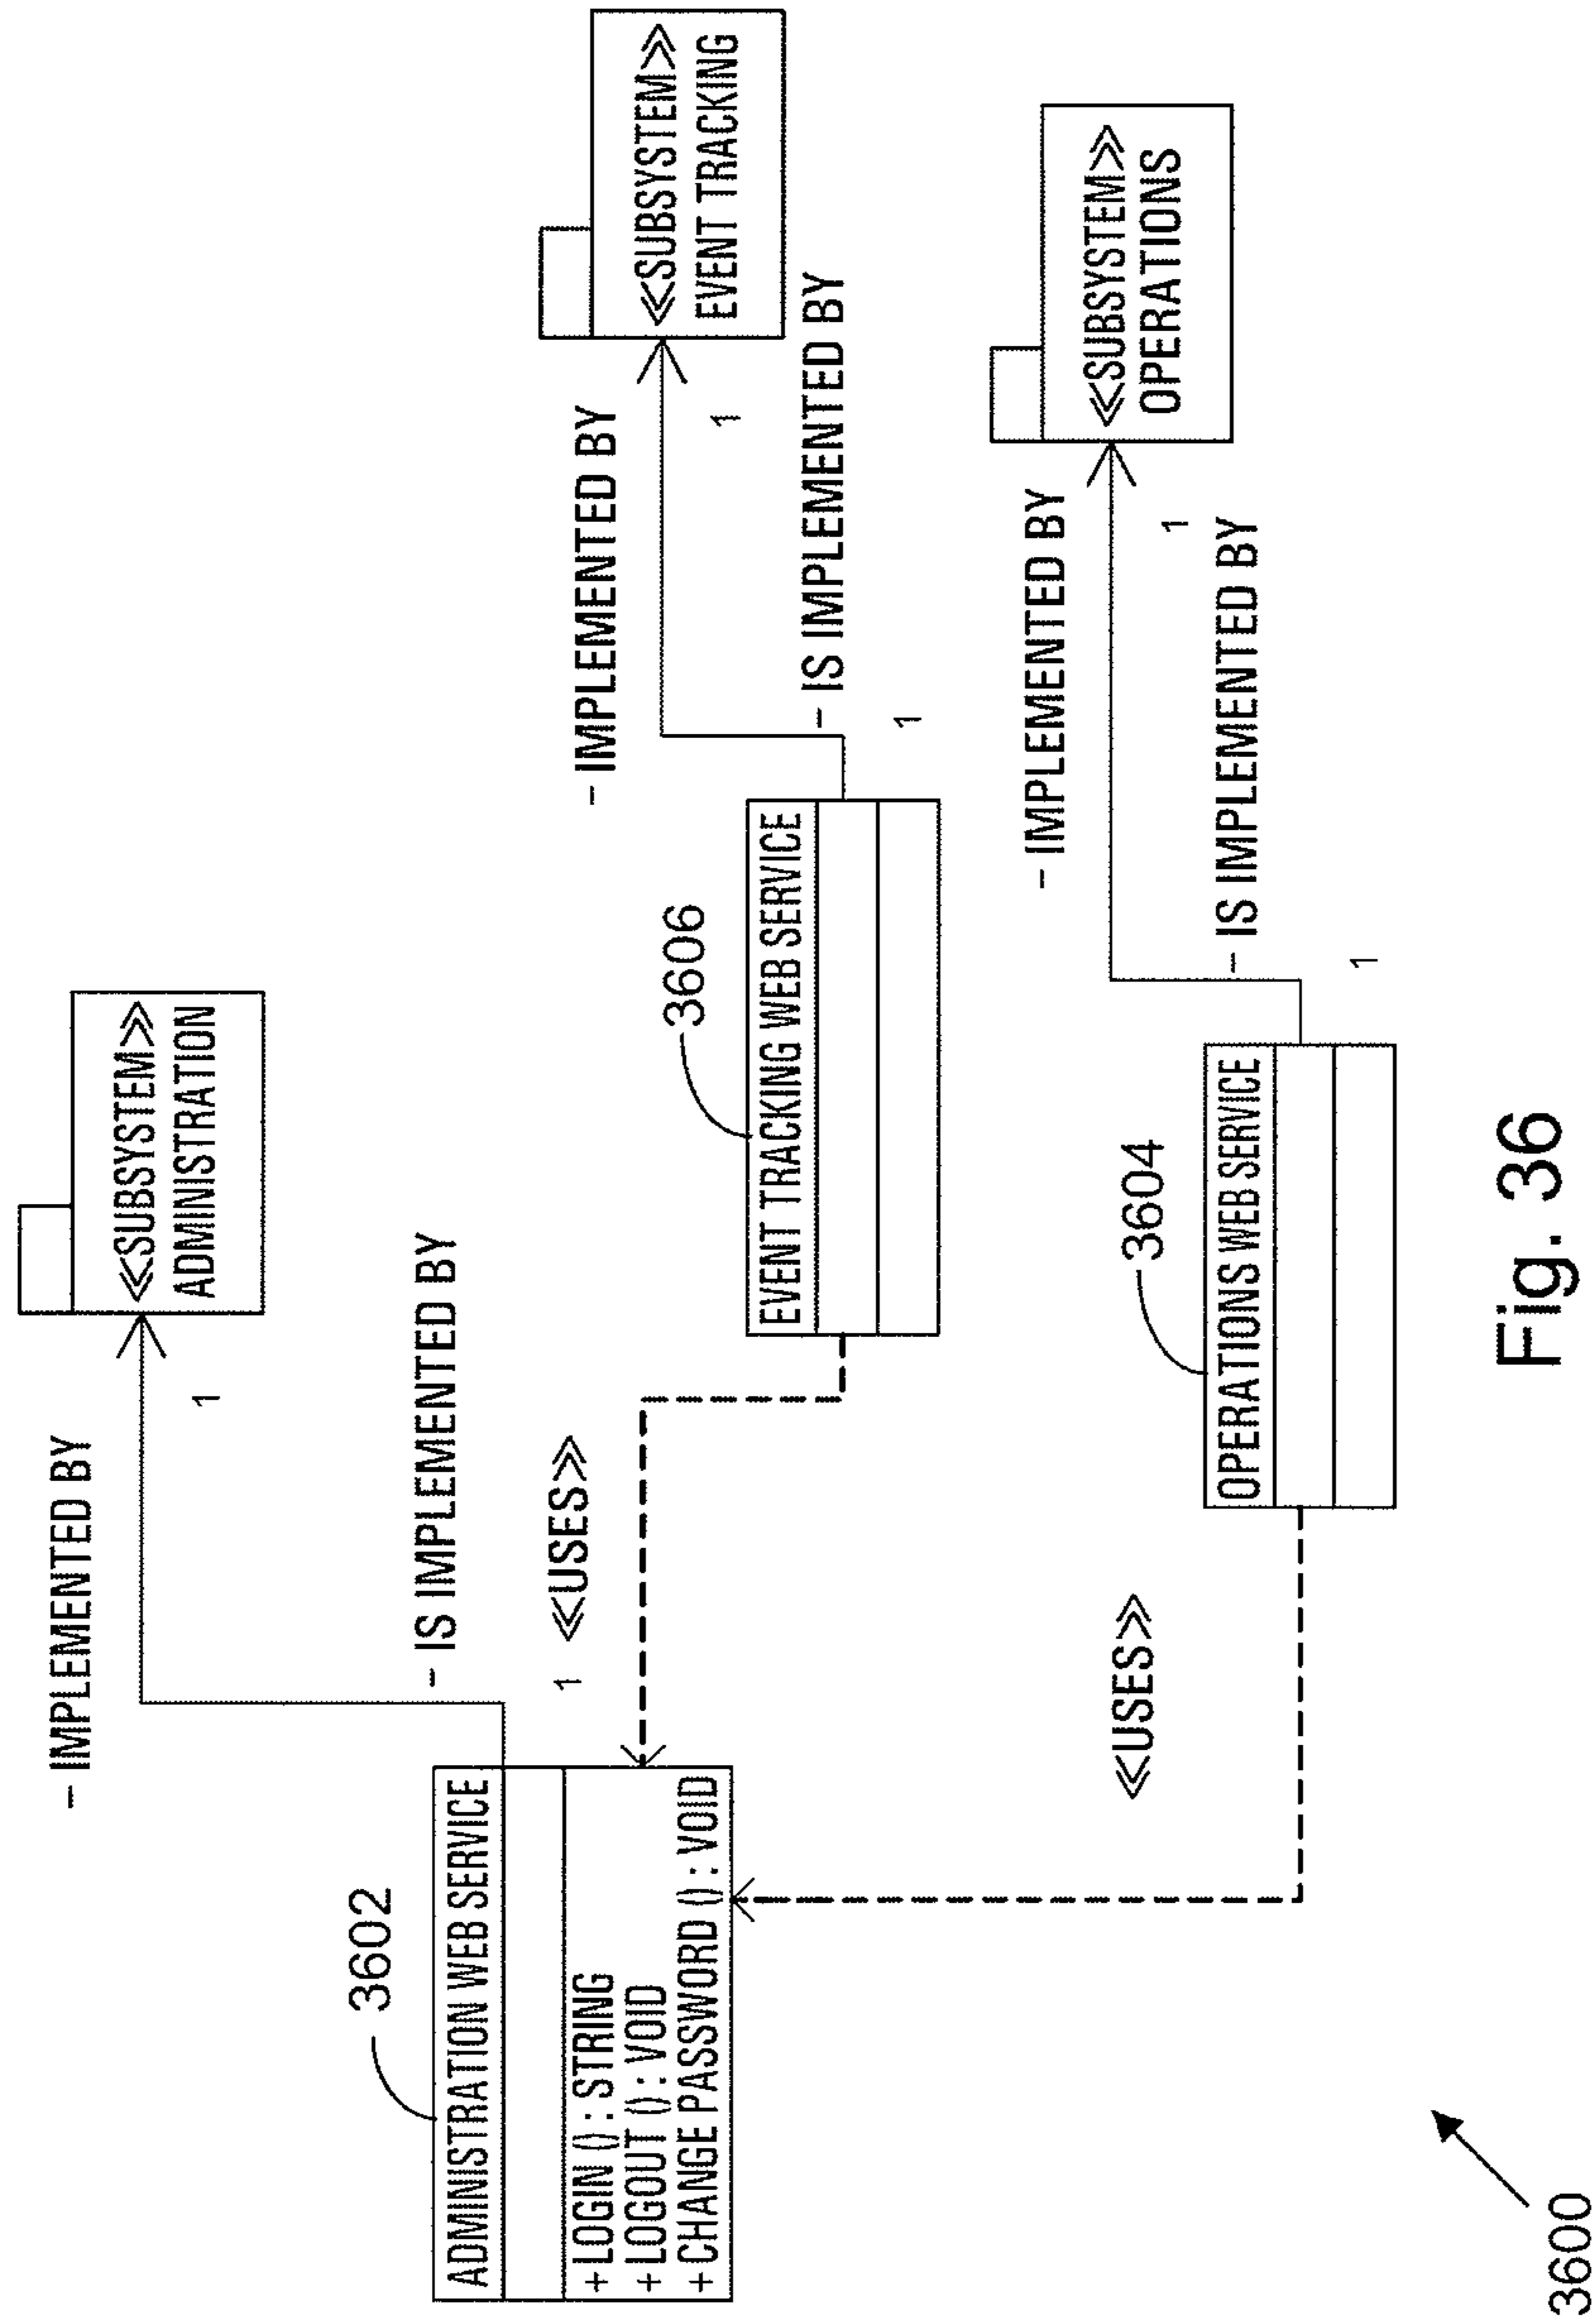 - IMPLEMENTED BY
1
<<SUBSYSTEM>>
ADMINISTRATION
3602
ADMINISTRATION WEB SERVICE
+ LOGIN () : STRING
+ LOGOUT () : VOID
+ CHANGE PASSWORD () : VOID
- IS IMPLEMENTED BY
1
<<USES>>
3606
EVENT TRACKING WEB SERVICE
- IMPLEMENTED BY
1
<<SUBSYSTEM>>
EVENT TRACKING
- IS IMPLEMENTED BY
1
<<USES>>
3604
OPERATIONS WEB SERVICE
- IMPLEMENTED BY
1
<<SUBSYSTEM>>
OPERATIONS
- IS IMPLEMENTED BY
1
3600
Fig. 36